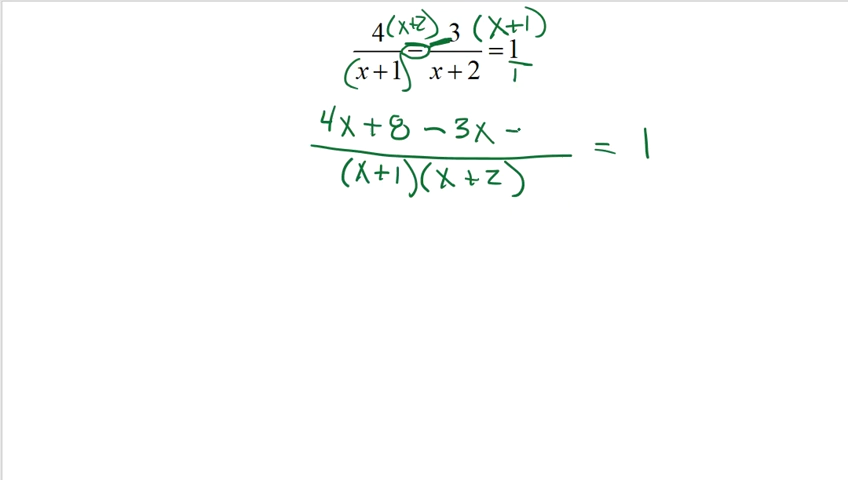 4(x+2) 3 (x+1)
(x+1) − x+2 = 1/1
4x + 8 − 3x −
(x+1)(x+2) = 1